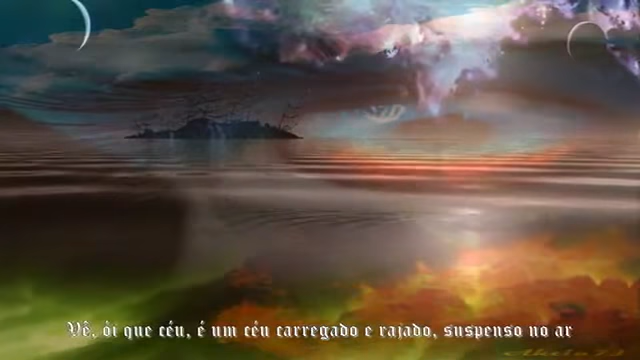 Vê, ói que céu, é um céu carregado e rajado, suspenso no ar